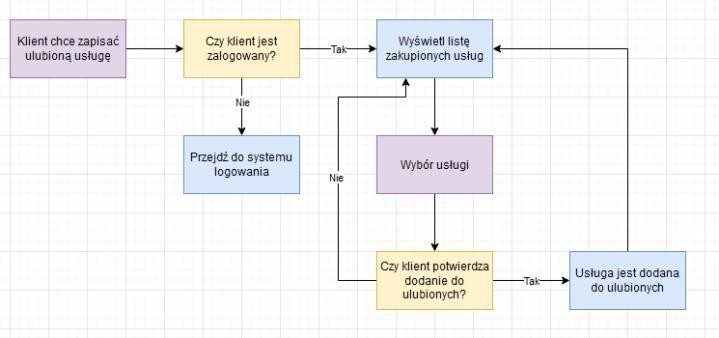 Klient chce zapisać
ulubioną usługę
Czy klient jest
zalogowany?
Tak
Wyświetl listę
zakupionych usług
Nie
Przejdź do systemu
logowania
Wybór usługi
Nie
Czy klient potwierdza
dodanie do
ulubionych?
Tak
Usługa jest dodana
do ulubionych